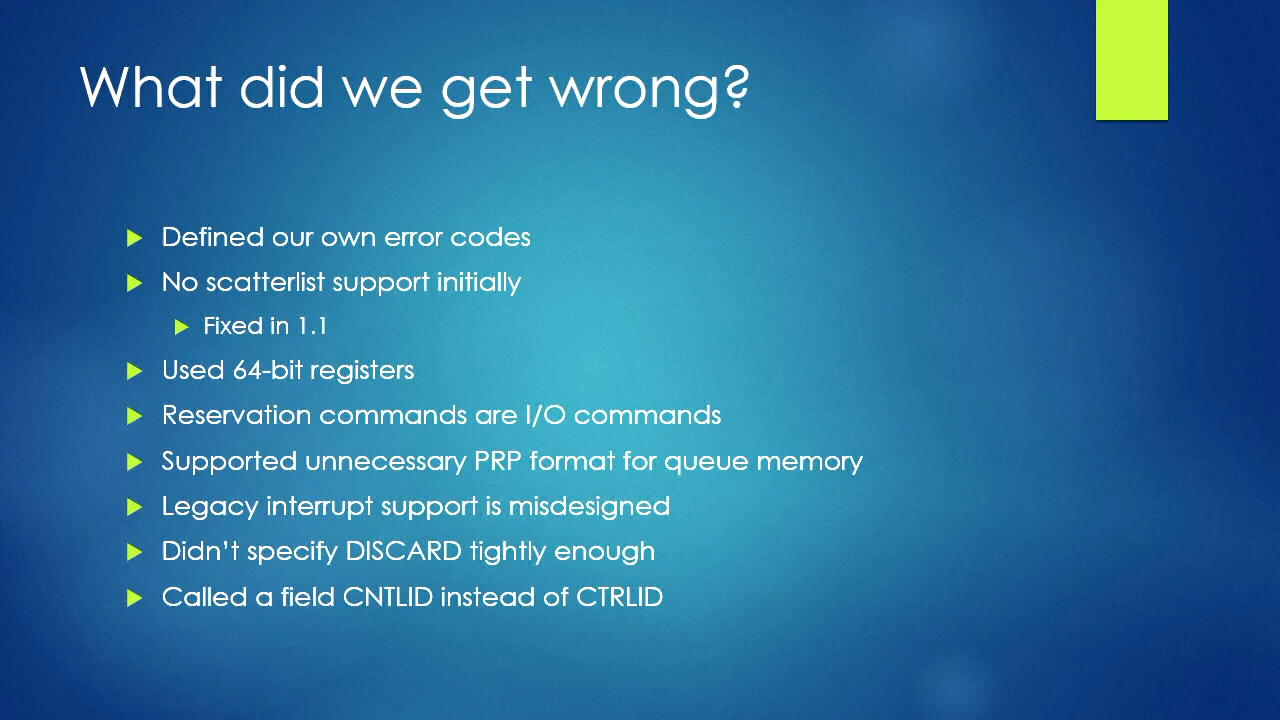 What did we get wrong?
Defined our own error codes
No scatterlist support initially
Fixed in 1.1
Used 64-bit registers
Reservation commands are I/O commands
Supported unnecessary PRP format for queue memory
Legacy interrupt support is misdesigned
Didn't specify DISCARD tightly enough
Called a field CNTLID instead of CTRLID